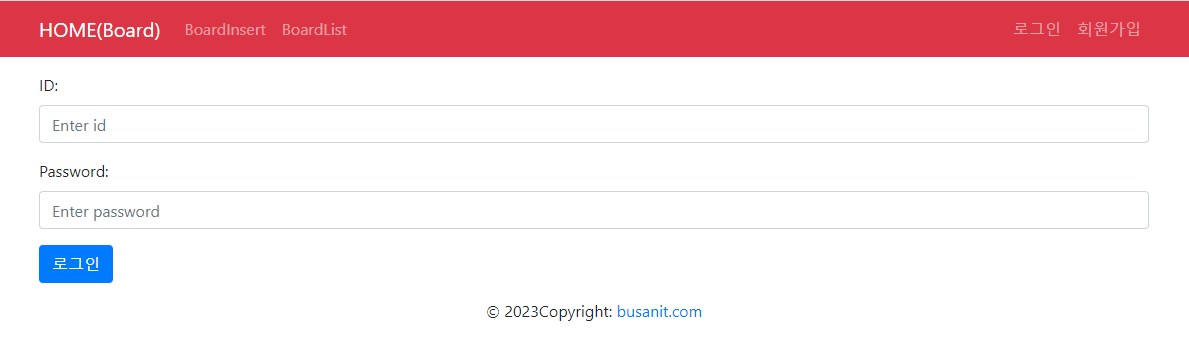 HOME(Board) BoardInsert BoardList 로그인 회원가입
ID:
Enter id
Password:
Enter password
로그인
© 2023Copyright: busanit.com